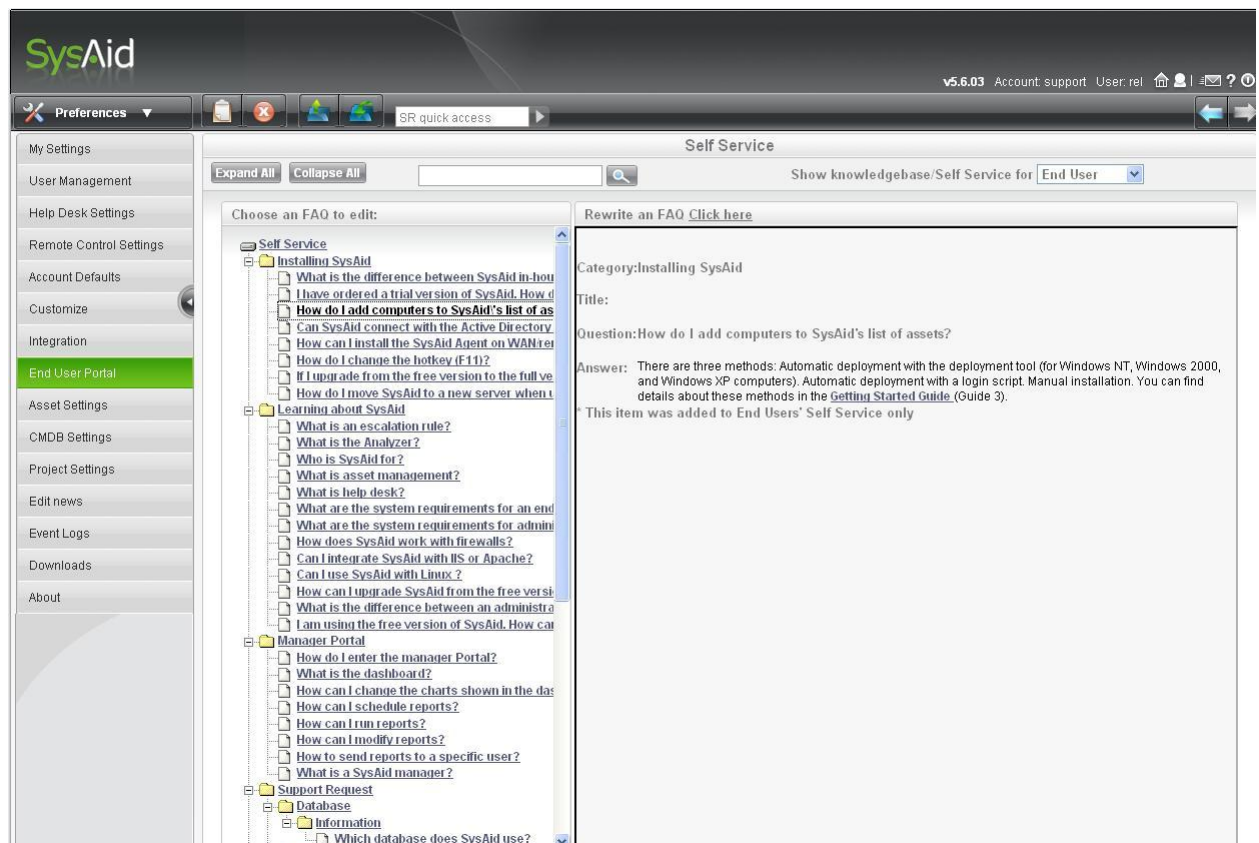 SysAid
v5.6.03 Account: support User: rel
Preferences
SR quick access
My Settings
User Management
Help Desk Settings
Remote Control Settings
Account Defaults
Customize
Integration
End User Portal
Asset Settings
CMDB Settings
Project Settings
Edit news
Event Logs
Downloads
About
Self Service
Expand All Collapse All
Show knowledgebase/Self Service for End User
Choose an FAQ to edit:
Self Service
Installing SysAid
What is the difference between SysAid in-hou
I have ordered a trial version of SysAid. How d
How do I add computers to SysAid\'s list of as
Can SysAid connect with the Active Directory
How can I install the SysAid Agent on WAN/rer
How do I change the hotkey (F11)?
If I upgrade from the free version to the full ve
How do I move SysAid to a new server when u
Learning about SysAid
What is an escalation rule?
What is the Analyzer?
Who is SysAid for?
What is asset management?
What is help desk?
What are the system requirements for an end
What are the system requirements for admini
How does SysAid work with firewalls?
Can I integrate SysAid with IIS or Apache?
Can I use SysAid with Linux ?
How can I upgrade SysAid from the free versi
What is the difference between an administra
I am using the free version of SysAid. How can
Manager Portal
How do I enter the manager Portal?
What is the dashboard?
How can I change the charts shown in the das
How can I schedule reports?
How can I run reports?
How can I modify reports?
How to send reports to a specific user?
What is a SysAid manager?
Support Request
Database
Information
Which database does SysAid use?
Rewrite an FAQ Click here
Category:Installing SysAid
Title:
Question:How do I add computers to SysAid's list of assets?
Answer: There are three methods: Automatic deployment with the deployment tool (for Windows NT, Windows 2000,
and Windows XP computers). Automatic deployment with a login script. Manual installation. You can find
details about these methods in the Getting Started Guide (Guide 3).
* This item was added to End Users' Self Service only